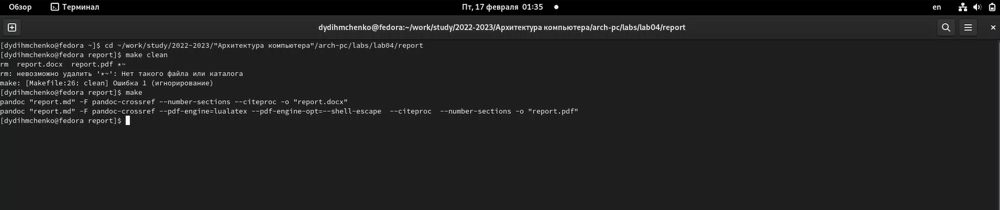 Обзор Терминал Пт, 17 февраля 01:35 en
dydihmchenko@fedora:~/work/study/2022-2023/Архитектура компьютера/arch-pc/labs/lab04/report
[dydihmchenko@fedora ~]$ cd ~/work/study/2022-2023/"Архитектура компьютера"/arch-pc/labs/lab04/report
[dydihmchenko@fedora report]$ make clean
rm  report.docx  report.pdf *~
rm: невозможно удалить '*~': Нет такого файла или каталога
make: [Makefile:26: clean] Ошибка 1 (игнорирование)
[dydihmchenko@fedora report]$ make
pandoc "report.md" -F pandoc-crossref --number-sections --citeproc -o "report.docx"
pandoc "report.md" -F pandoc-crossref --pdf-engine=lualatex --pdf-engine-opt=--shell-escape  --citeproc  --number-sections -o "report.pdf"
[dydihmchenko@fedora report]$